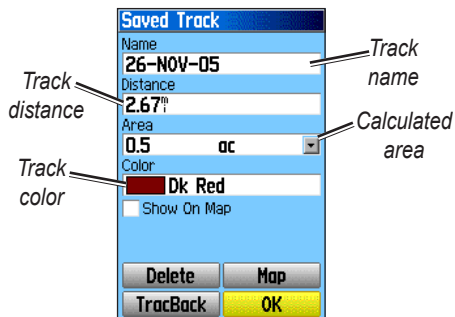 Saved Track
Name
26-NOV-05
Distance
2.67mi
Area
0.5 ac
Color
Dk Red
Show On Map
Delete Map
TracBack OK
Track name
Track distance
Calculated area
Track color